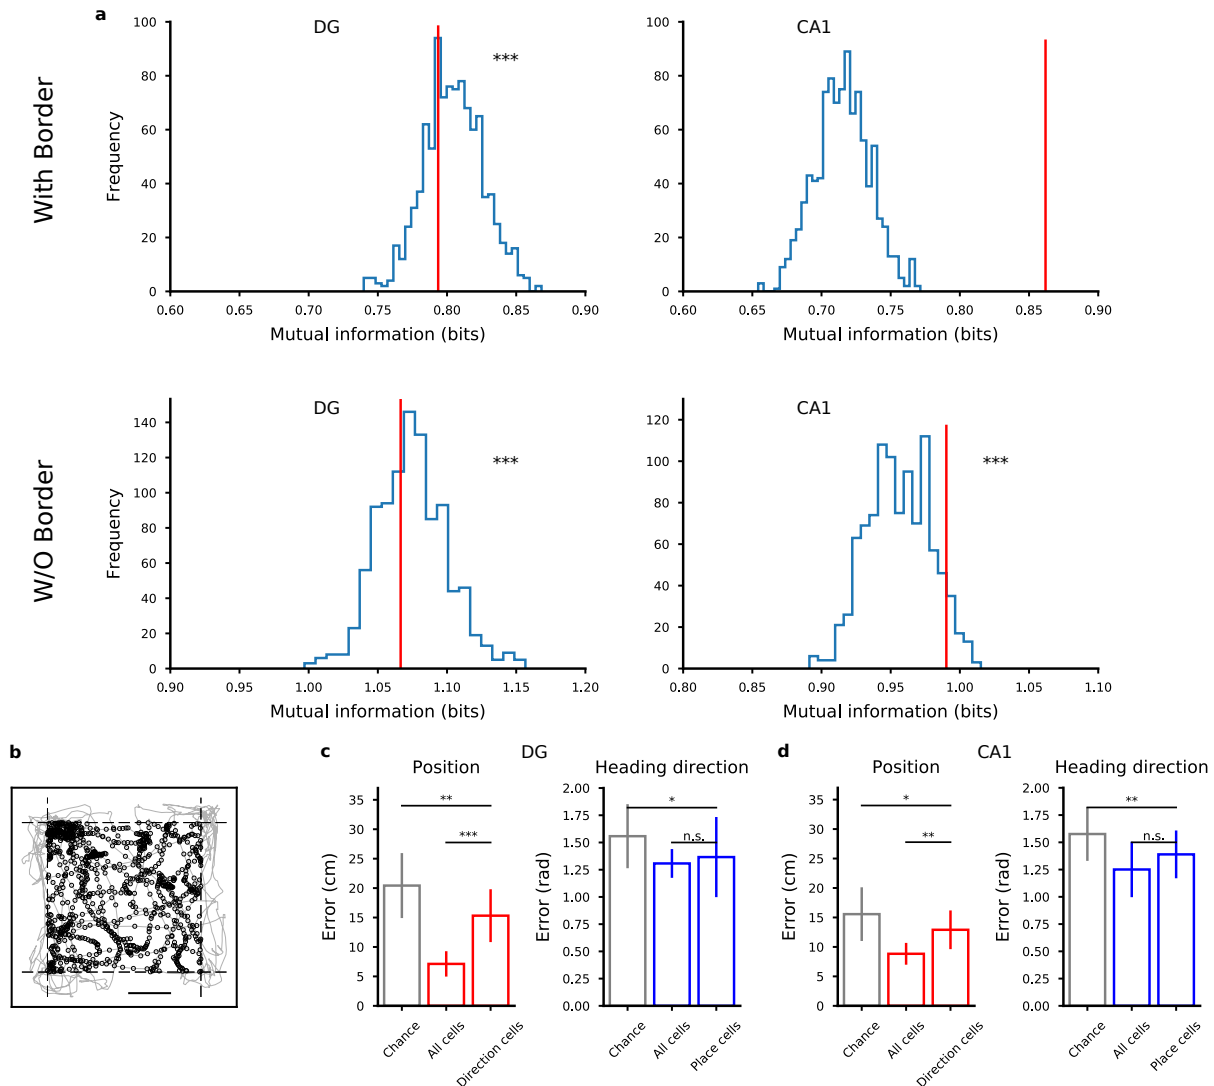 a
With Border
DG
***
Frequency
100
80
60
40
20
0
0.60 0.65 0.70 0.75 0.80 0.85 0.90
Mutual information (bits)
CA1
100
80
60
40
20
0
0.60 0.65 0.70 0.75 0.80 0.85 0.90
Mutual information (bits)
W/O Border
DG
***
Frequency
140
120
100
80
60
40
20
0
0.90 0.95 1.00 1.05 1.10 1.15 1.20
Mutual information (bits)
CA1
***
120
100
80
60
40
20
0
0.80 0.85 0.90 0.95 1.00 1.05 1.10
Mutual information (bits)
b
c
DG
Position
Error (cm)
35
30
25
20
15
10
5
0
**
***
Chance All cells Direction cells
Heading direction
Error (rad)
2.00
1.75
1.50
1.25
1.00
0.75
0.50
0.25
0.00
*
n.s.
Chance All cells Place cells
d
CA1
Position
Error (cm)
35
30
25
20
15
10
5
0
*
**
Chance All cells Direction cells
Heading direction
Error (rad)
2.00
1.75
1.50
1.25
1.00
0.75
0.50
0.25
0.00
**
n.s.
Chance All cells Place cells